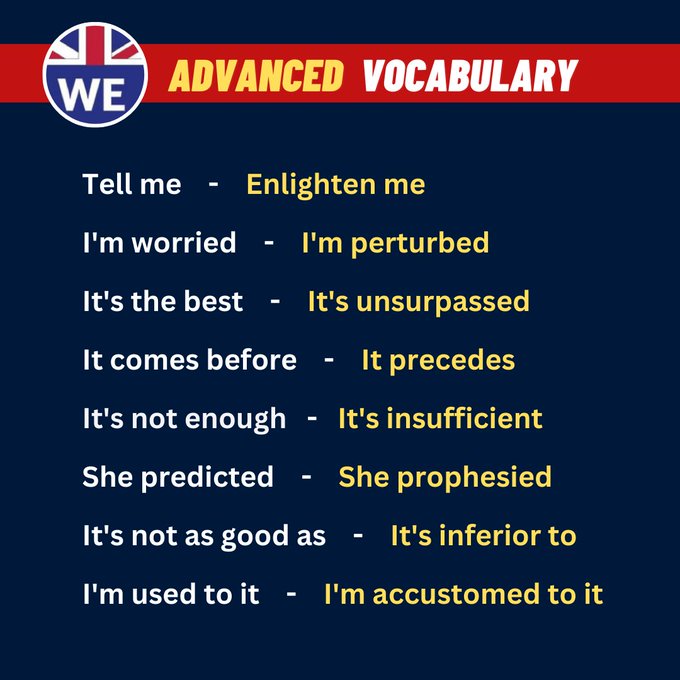 WE
ADVANCED VOCABULARY
Tell me - Enlighten me
I'm worried - I'm perturbed
It's the best - It's unsurpassed
It comes before - It precedes
It's not enough - It's insufficient
She predicted - She prophesied
It's not as good as - It's inferior to
I'm used to it - I'm accustomed to it